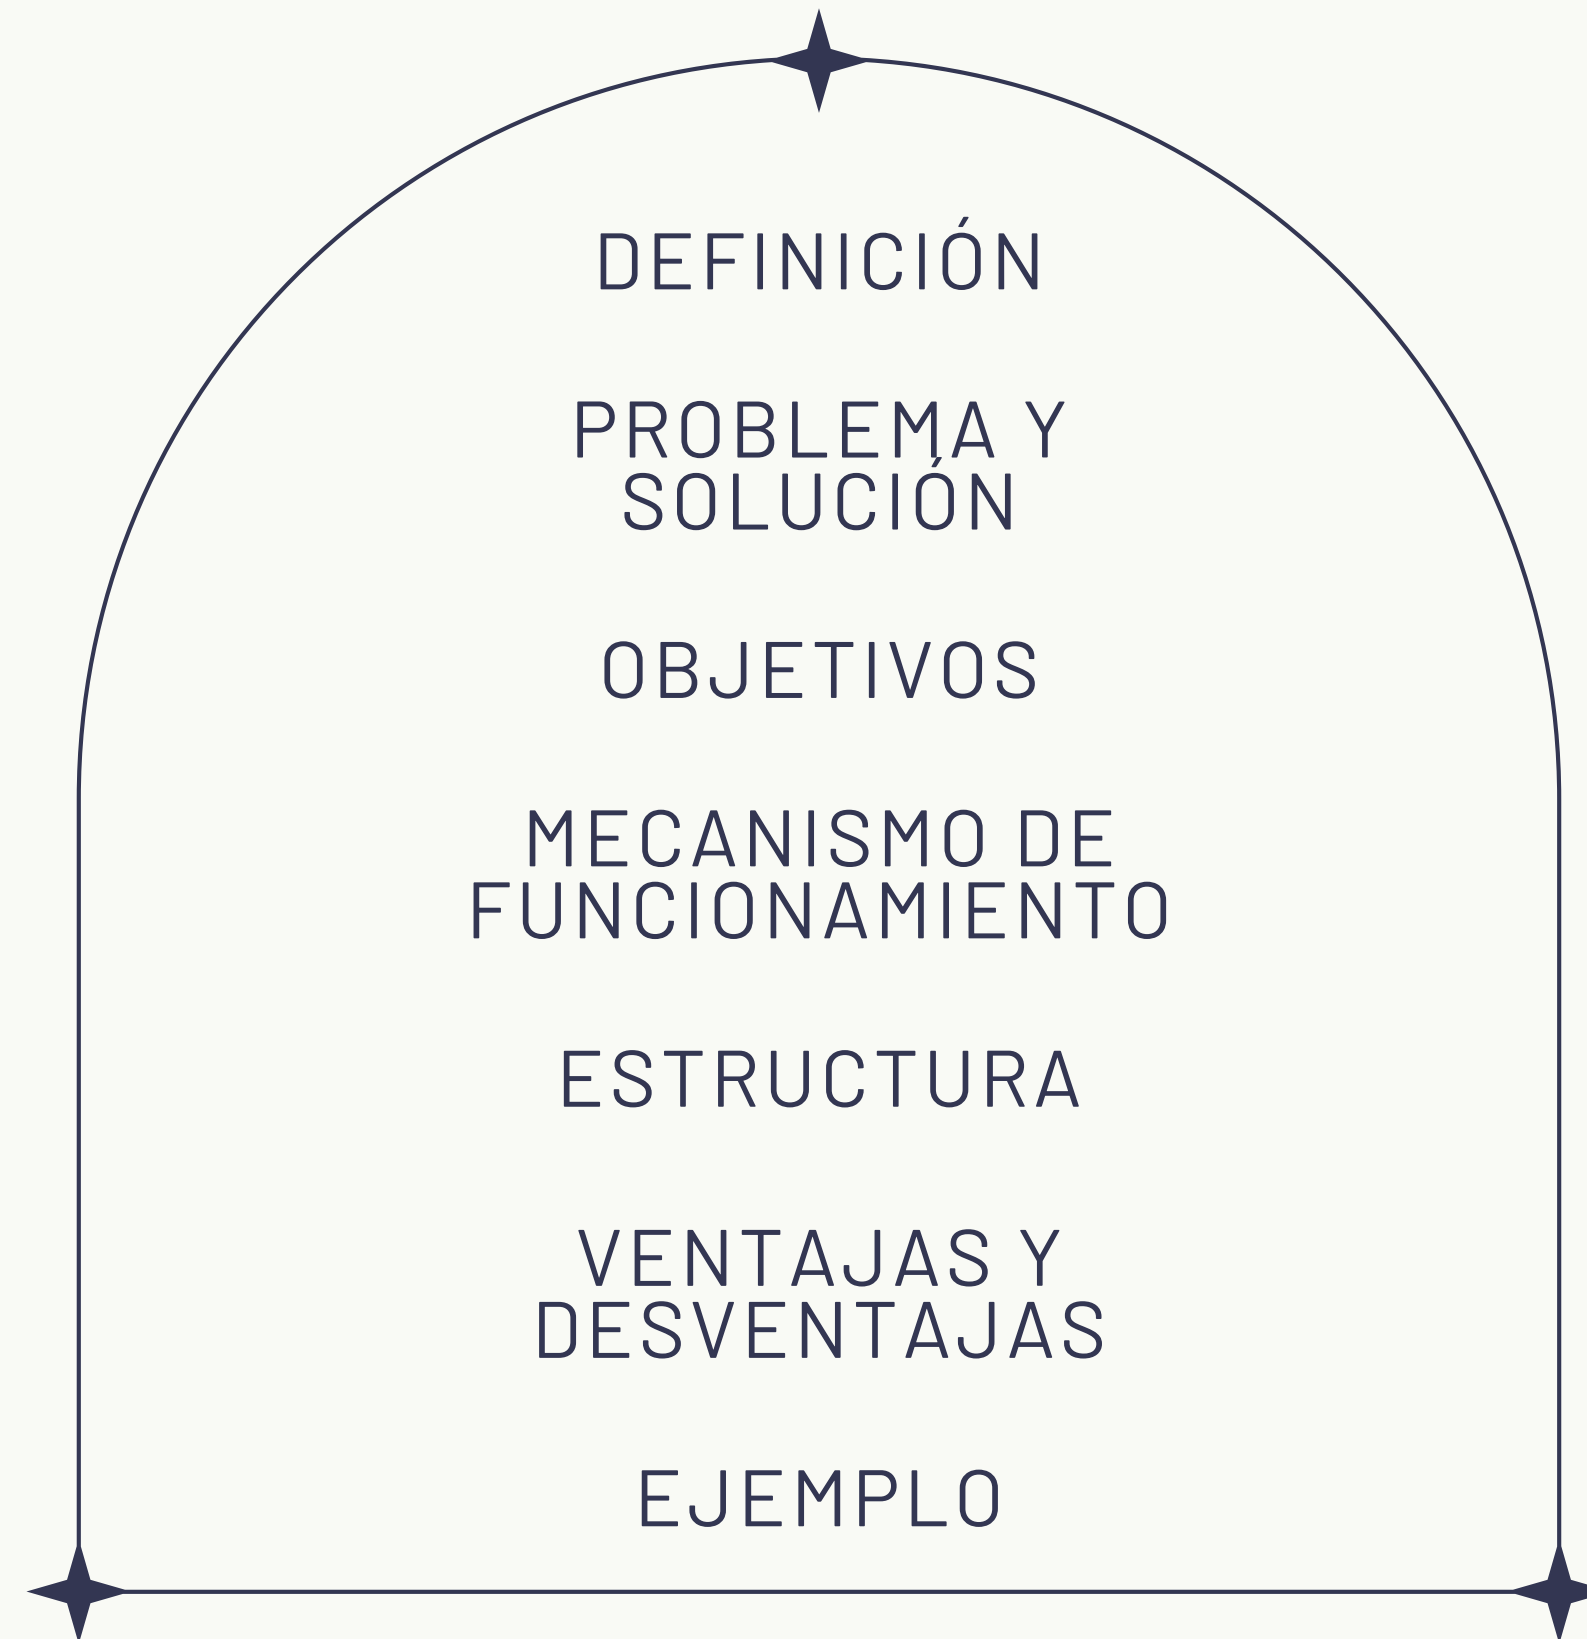 DEFINICIÓN
PROBLEMA Y
SOLUCIÓN
OBJETIVOS
MECANISMO DE
FUNCIONAMIENTO
ESTRUCTURA
VENTAJAS Y
DESVENTAJAS
EJEMPLO